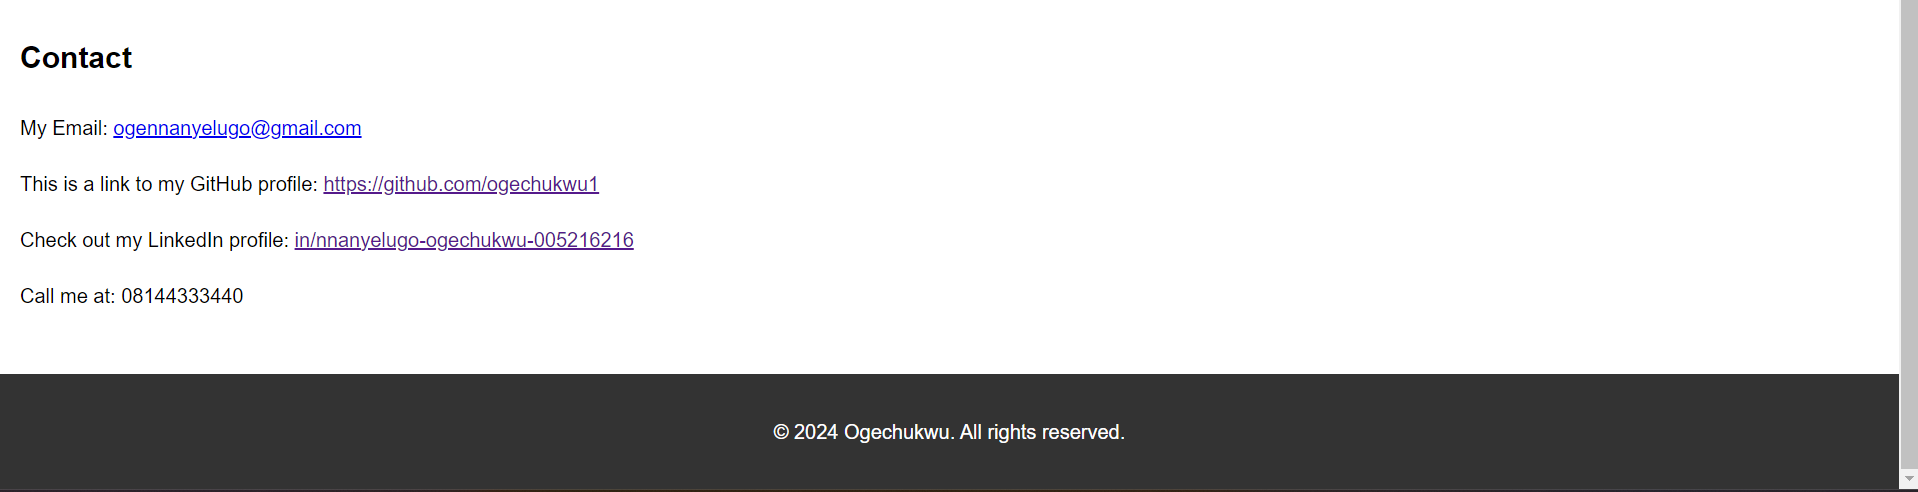 Contact
My Email: ogennanyelugo@gmail.com
This is a link to my GitHub profile: https://github.com/ogechukwu1
Check out my LinkedIn profile: in/nnanyelugo-ogechukwu-005216216
Call me at: 08144333440
© 2024 Ogechukwu. All rights reserved.